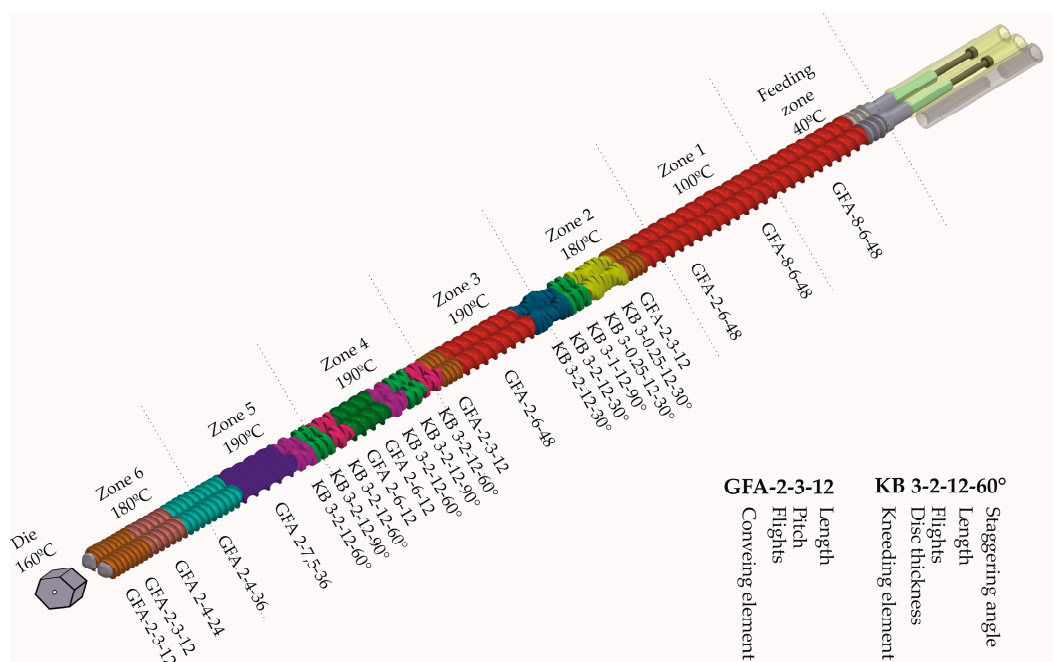 Feeding
zone
40ºC
Zone 1
100ºC
Zone 2
180ºC
Zone 3
190ºC
Zone 4
190ºC
Zone 5
190ºC
Zone 6
180ºC
Die
160ºC
GFA-8-6-48
GFA-8-6-48
GFA-2-6-48
GFA-2-3-12
KB 3-0.25-12-30°
KB 3-0.25-12-30°
KB 3-1-12-90°
KB 3-2-12-30°
KB 3-2-12-30°
GFA-2-6-48
GFA-2-3-12
KB 3-2-12-60°
KB 3-2-12-90°
KB 3-2-12-60°
GFA 2-6-12
GFA 2-6-12
KB 3-2-12-60°
KB 3-2-12-90°
KB 3-2-12-60°
GFA 2-7,5-36
GFA 2-4-36
GFA 2-4-24
GFA-2-3-12
GFA-2-3-12
GFA-2-3-12
Length
Pitch
Flights
Conveing element
KB 3-2-12-60°
Staggering angle
Length
Flights
Disc thickness
Kneeding element